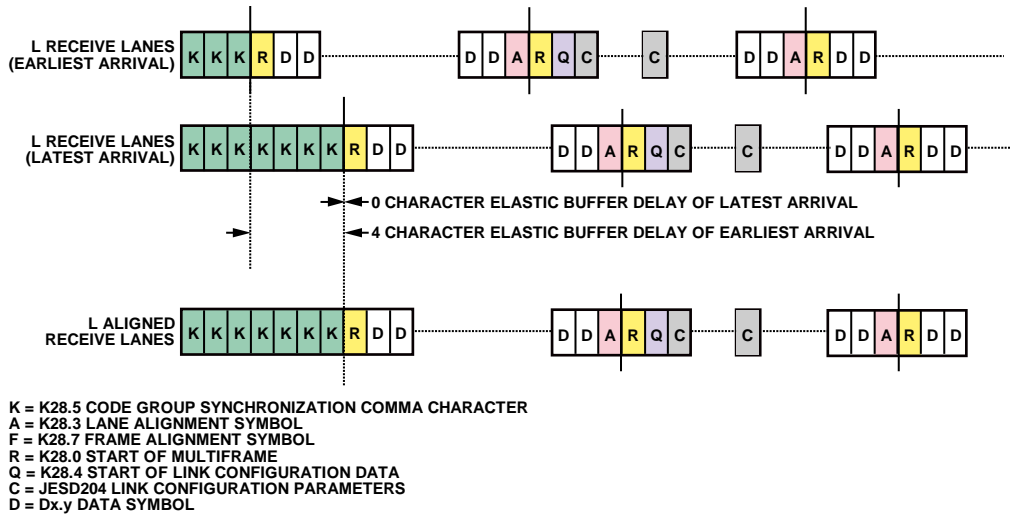 L RECEIVE LANES
(EARLIEST ARRIVAL)
K K K R D D
D D A R Q C
C
D D A R D D
L RECEIVE LANES
(LATEST ARRIVAL)
K K K K K K K R D D
D D A R Q C
C
D D A R D D
0 CHARACTER ELASTIC BUFFER DELAY OF LATEST ARRIVAL
4 CHARACTER ELASTIC BUFFER DELAY OF EARLIEST ARRIVAL
L ALIGNED
RECEIVE LANES
K K K K K K K R D D
D D A R Q C
C
D D A R D D
K = K28.5 CODE GROUP SYNCHRONIZATION COMMA CHARACTER
A = K28.3 LANE ALIGNMENT SYMBOL
F = K28.7 FRAME ALIGNMENT SYMBOL
R = K28.0 START OF MULTIFRAME
Q = K28.4 START OF LINK CONFIGURATION DATA
C = JESD204 LINK CONFIGURATION PARAMETERS
D = Dx.y DATA SYMBOL